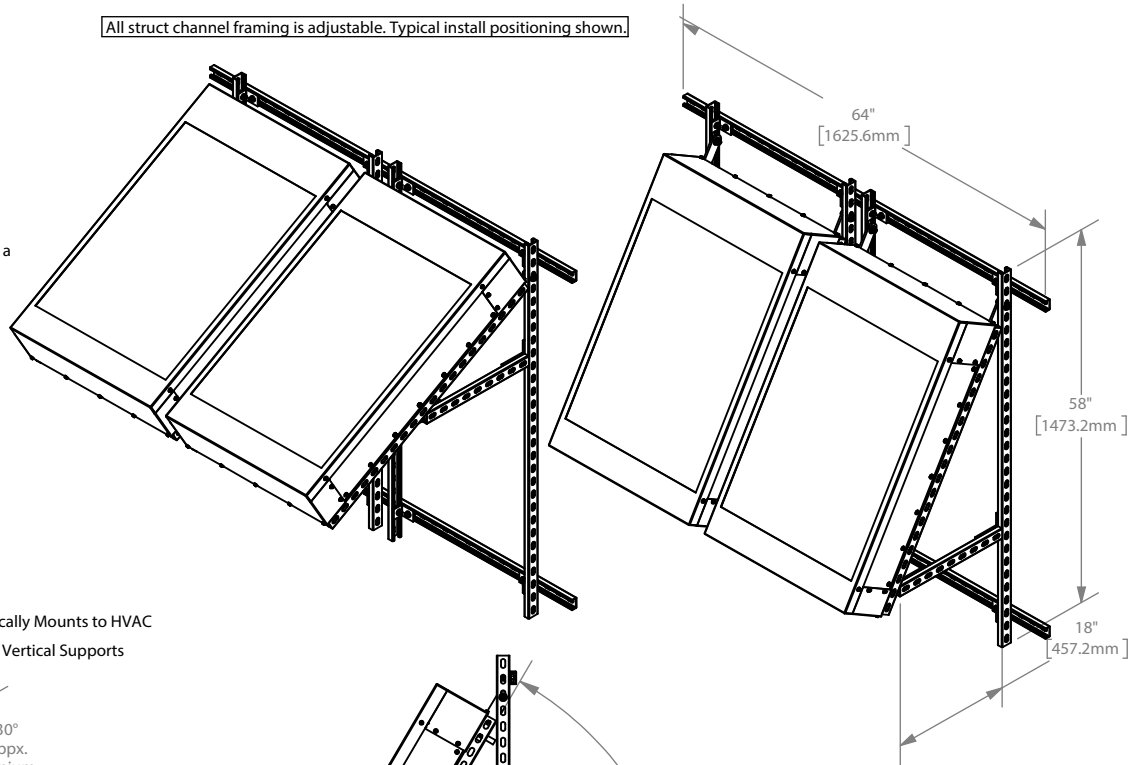 All struct channel framing is adjustable. Typical install positioning shown.
64"
[1625.6mm ]
a
58"
[1473.2mm ]
cally Mounts to HVAC
Vertical Supports
18"
[457.2mm ]
30°